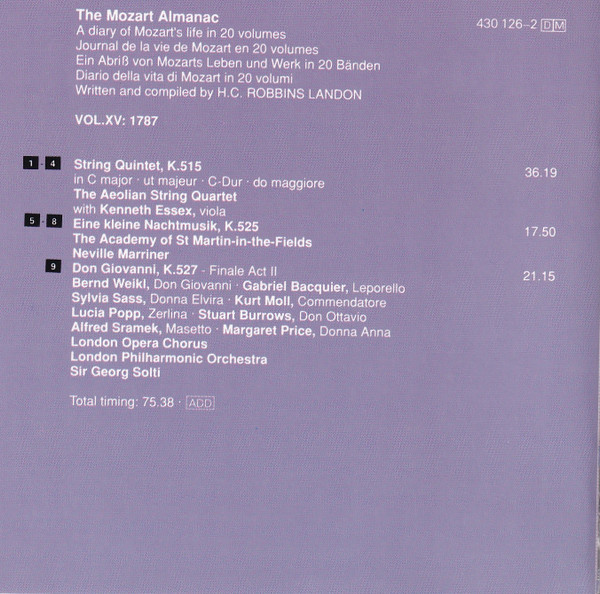 The Mozart Almanac
430 126-2 DM
A diary of Mozart's life in 20 volumes
Journal de la vie de Mozart en 20 volumes
Ein Abriß von Mozarts Leben und Werk in 20 Bänden
Diario della vita di Mozart in 20 volumi
Written and compiled by H.C. ROBBINS LANDON
VOL.XV: 1787
1 - 4 String Quintet, K.515 36.19
in C major · ut majeur · C-Dur · do maggiore
The Aeolian String Quartet
with Kenneth Essex, viola
5 - 8 Eine kleine Nachtmusik, K.525 17.50
The Academy of St Martin-in-the-Fields
Neville Marriner
9 Don Giovanni, K.527 - Finale Act II 21.15
Bernd Weikl, Don Giovanni · Gabriel Bacquier, Leporello
Sylvia Sass, Donna Elvira · Kurt Moll, Commendatore
Lucia Popp, Zerlina · Stuart Burrows, Don Ottavio
Alfred Sramek, Masetto · Margaret Price, Donna Anna
London Opera Chorus
London Philharmonic Orchestra
Sir Georg Solti
Total timing: 75.38 · ADD